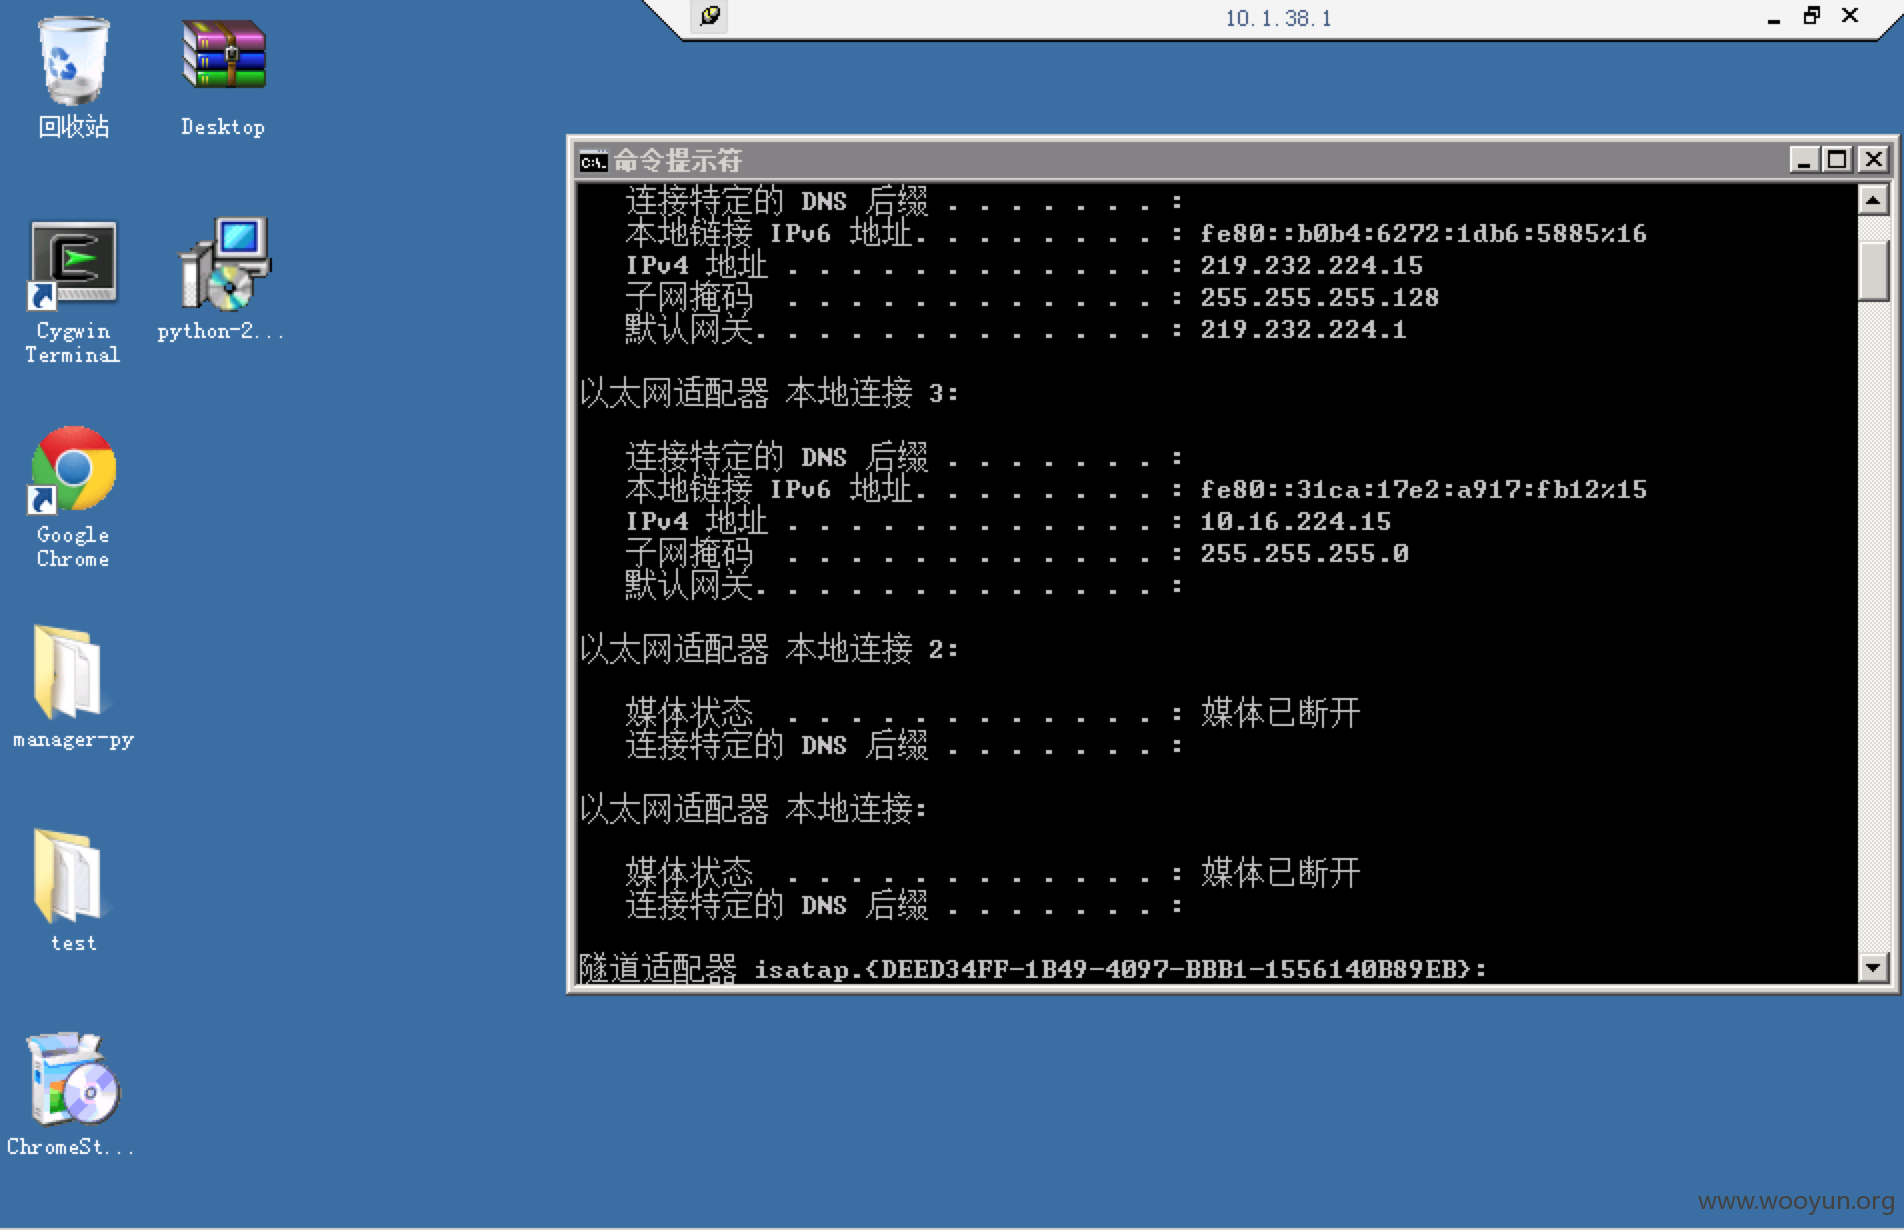 10.1.38.1
回收站
Desktop
Cygwin
Terminal
python-2...
Google
Chrome
manager-py
test
ChromeSt...
C:\.命令提示符
连接特定的 DNS 后缀 . . . . . . . :
本地链接 IPv6 地址. . . . . . . . : fe80::b0b4:6272:1db6:5885%16
IPv4 地址 . . . . . . . . . . . . : 219.232.224.15
子网掩码  . . . . . . . . . . . . : 255.255.255.128
默认网关. . . . . . . . . . . . . : 219.232.224.1
以太网适配器 本地连接 3:
连接特定的 DNS 后缀 . . . . . . . :
本地链接 IPv6 地址. . . . . . . . : fe80::31ca:17e2:a917:fb12%15
IPv4 地址 . . . . . . . . . . . . : 10.16.224.15
子网掩码  . . . . . . . . . . . . : 255.255.255.0
默认网关. . . . . . . . . . . . . :
以太网适配器 本地连接 2:
媒体状态  . . . . . . . . . . . . : 媒体已断开
连接特定的 DNS 后缀 . . . . . . . :
以太网适配器 本地连接:
媒体状态  . . . . . . . . . . . . : 媒体已断开
连接特定的 DNS 后缀 . . . . . . . :
隧道适配器 isatap.{DEED34FF-1B49-4097-BBB1-1556140B89EB}:
www.wooyun.org